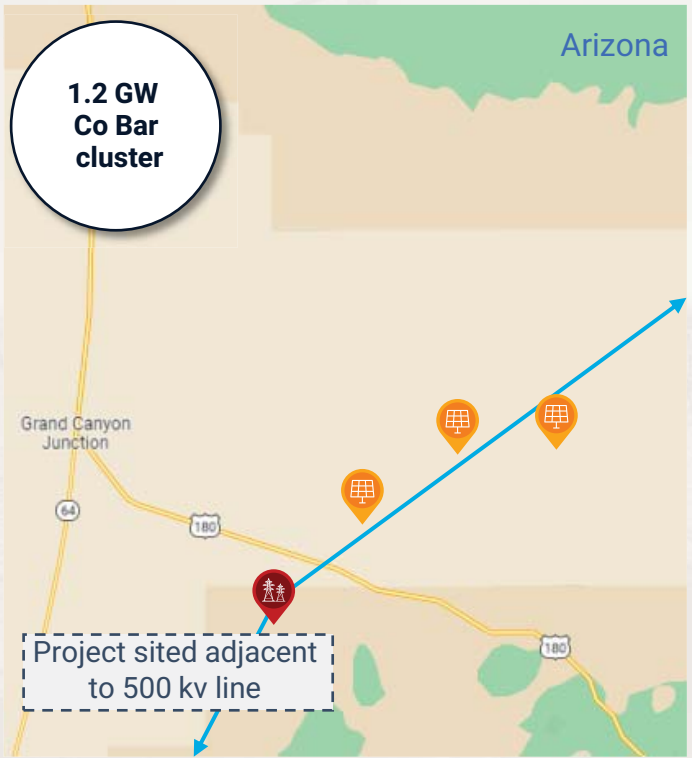 Arizona
1.2 GW
Co Bar
cluster
Grand Canyon
Junction
64
180
180
Project sited adjacent
to 500 kv line